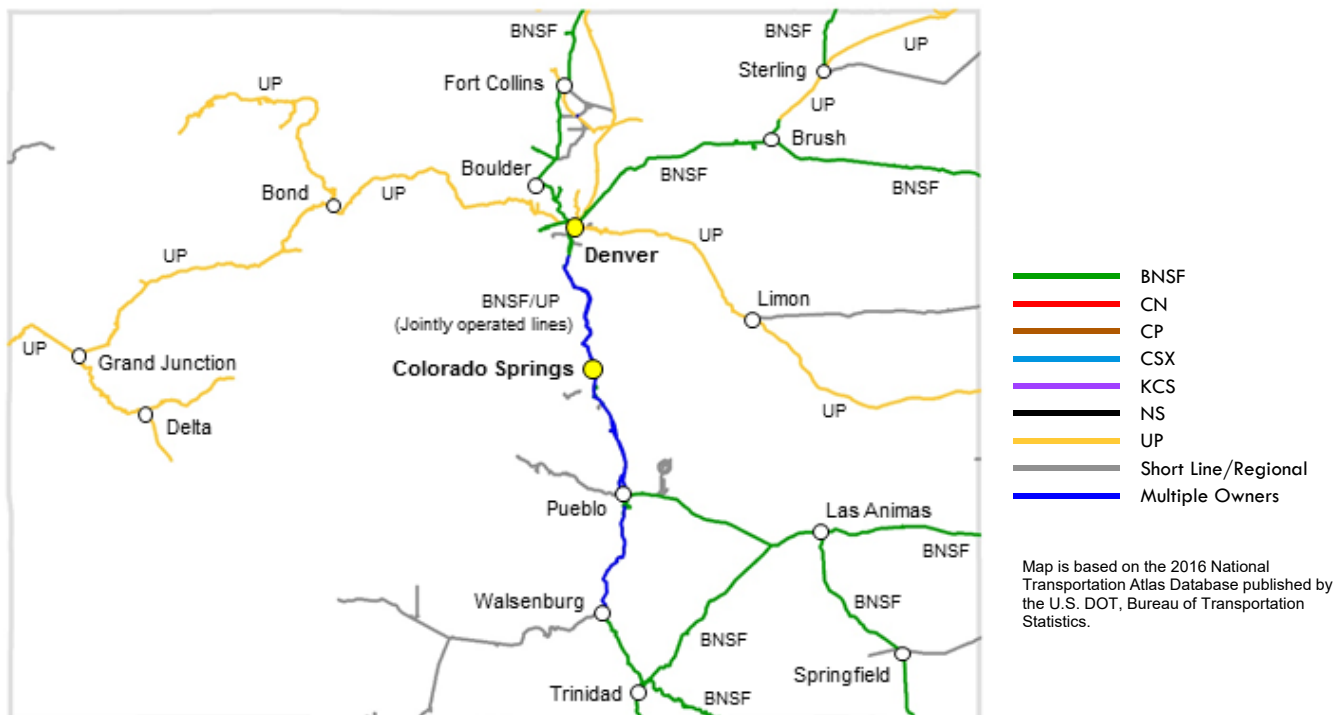 BNSF
BNSF
UP
Sterling
Fort Collins
UP
UP
Brush
Boulder
BNSF
BNSF
Bond
UP
UP
Denver
UP
Limon
BNSF/UP
(Jointly operated lines)
UP
Grand Junction
Colorado Springs
UP
Delta
Pueblo
Las Animas
BNSF
Walsenburg
BNSF
BNSF
Springfield
Trinidad
BNSF
BNSF
CN
CP
CSX
KCS
NS
UP
Short Line/Regional
Multiple Owners
Map is based on the 2016 National
Transportation Atlas Database published by
the U.S. DOT, Bureau of Transportation
Statistics.